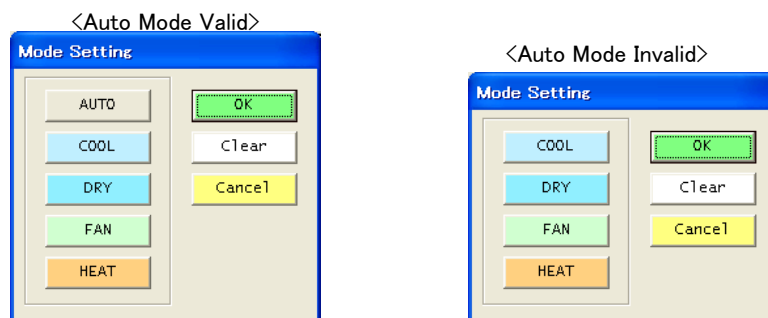 <Auto Mode Valid>
Mode Setting
AUTO
OK
COOL
Clear
DRY
Cancel
FAN
HEAT
<Auto Mode Invalid>
Mode Setting
COOL
OK
DRY
Clear
FAN
Cancel
HEAT